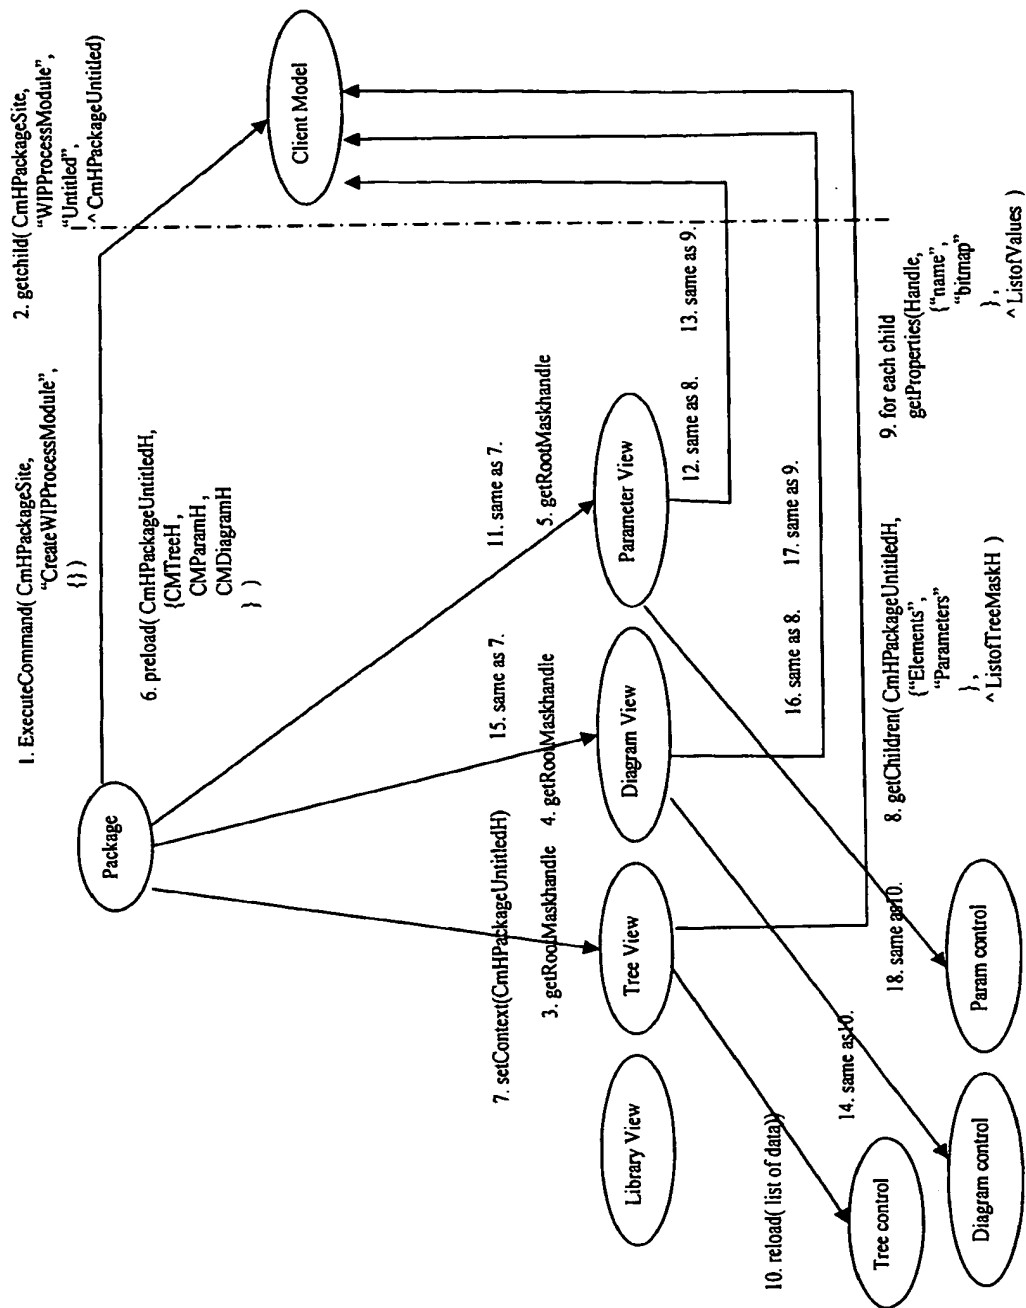 1. ExecuteCommand( CmHPackageSite,
"CreateWIPProcessModule",
{} )
2. getchild( CmHPackageSite,
"WIPProcessModule",
"Untitled",
^ CmHPackageUntitled)
Package
Client Model
6. preload( CmHPackageUntitledH,
{CMTreeH ,
CMParamH ,
CMDiagramH
} )
7. setContext(CmHPackageUntitledH)
15. same as 7.
11. same as 7.
3. getRootMaskhandle
4. getRootMaskhandle
5. getRootMaskhandle
Library View
Tree View
Diagram View
Parameter View
12. same as 8.
13. same as 9.
10. reload( list of data))
14. same as10.
16. same as 8.
17. same as 9.
18. same as10.
8. getChildren( CmHPackageUntitledH,
{"Elements",
"Parameters"
} ,
^ ListofTreeMaskH )
9. for each child
getProperties(Handle,
{"name",
"bitmap"
} ,
^ ListofValues )
Tree control
Diagram control
Param control